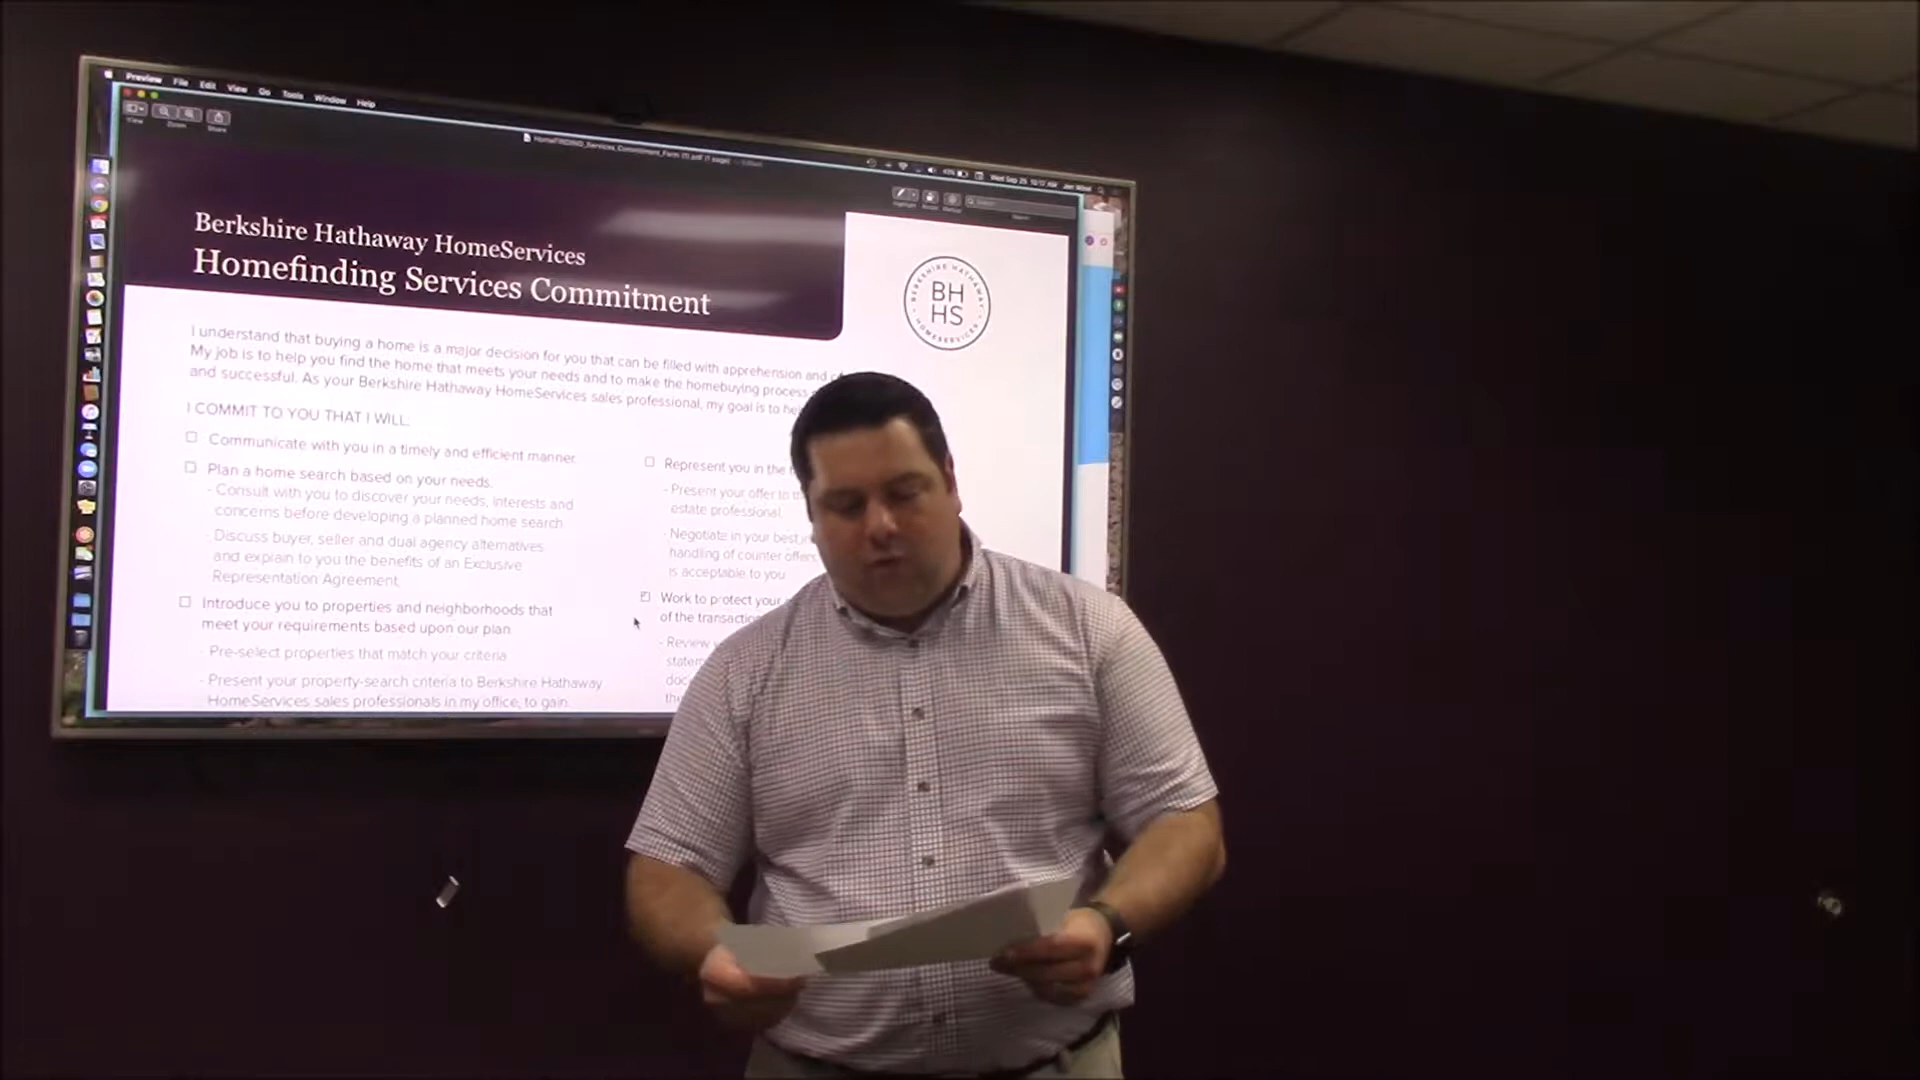 Preview File Edit View Go Tools Window Help
View Zoom Share
Berkshire Hathaway HomeServices
Homefinding Services Commitment
BERKSHIRE HATHAWAY
BH
HS
HOMESERVICES
I understand that buying a home is a major decision for you that can be filled with apprehension and
My job is to help you find the home that meets your needs and to make the homebuying process
and successful. As your Berkshire Hathaway HomeServices sales professional, my goal is to
I COMMIT TO YOU THAT I WILL:
Communicate with you in a timely and efficient manner.
Plan a home search based on your needs.
- Consult with you to discover your needs, interests and
concerns before developing a planned home search.
- Discuss buyer, seller and dual agency alternatives
and explain to you the benefits of an Exclusive
Representation Agreement.
Introduce you to properties and neighborhoods that
meet your requirements based upon our plan.
- Pre-select properties that match your criteria
- Present your property-search criteria to Berkshire Hathaway
HomeServices sales professionals in my office, to gain
Represent you in the
- Present your offer to
estate professional.
- Negotiate in your best
handling of counter offers
is acceptable to you
Work to protect your
of the transaction
- Review